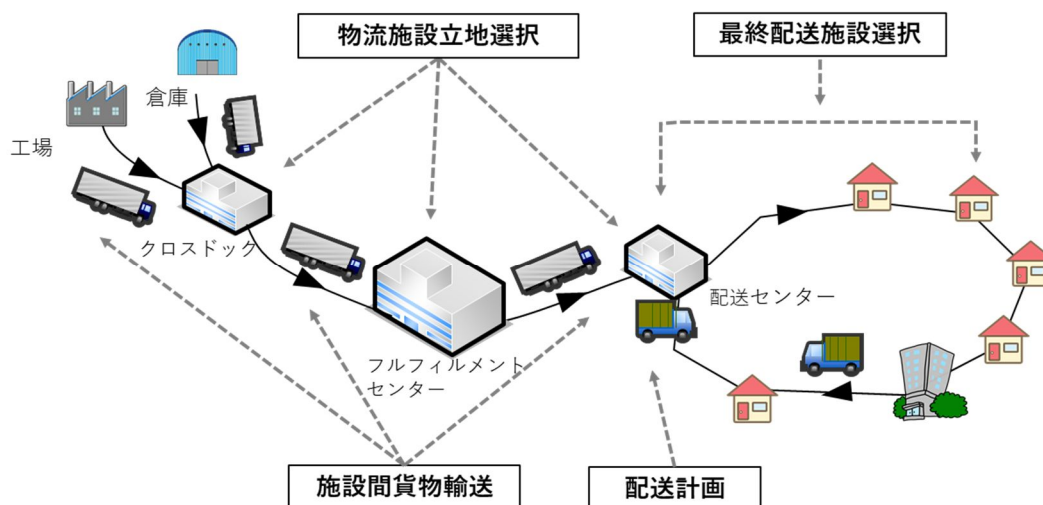 物流施設立地選択
最終配送施設選択
倉庫
工場
クロスドック
配送センター
フルフィルメント
センター
施設間貨物輸送
配送計画